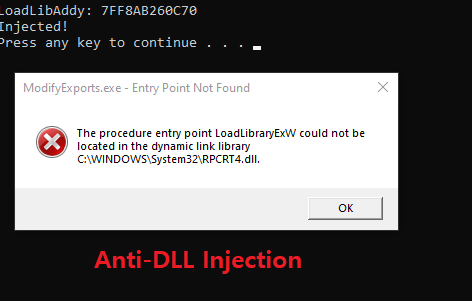 LoadLibAddy: 7FF8AB260C70
Injected!
Press any key to continue . . .
ModifyExports.exe - Entry Point Not Found
The procedure entry point LoadLibraryExW could not be
located in the dynamic link library
C:\WINDOWS\System32\RPCRT4.dll.
OK
Anti-DLL Injection